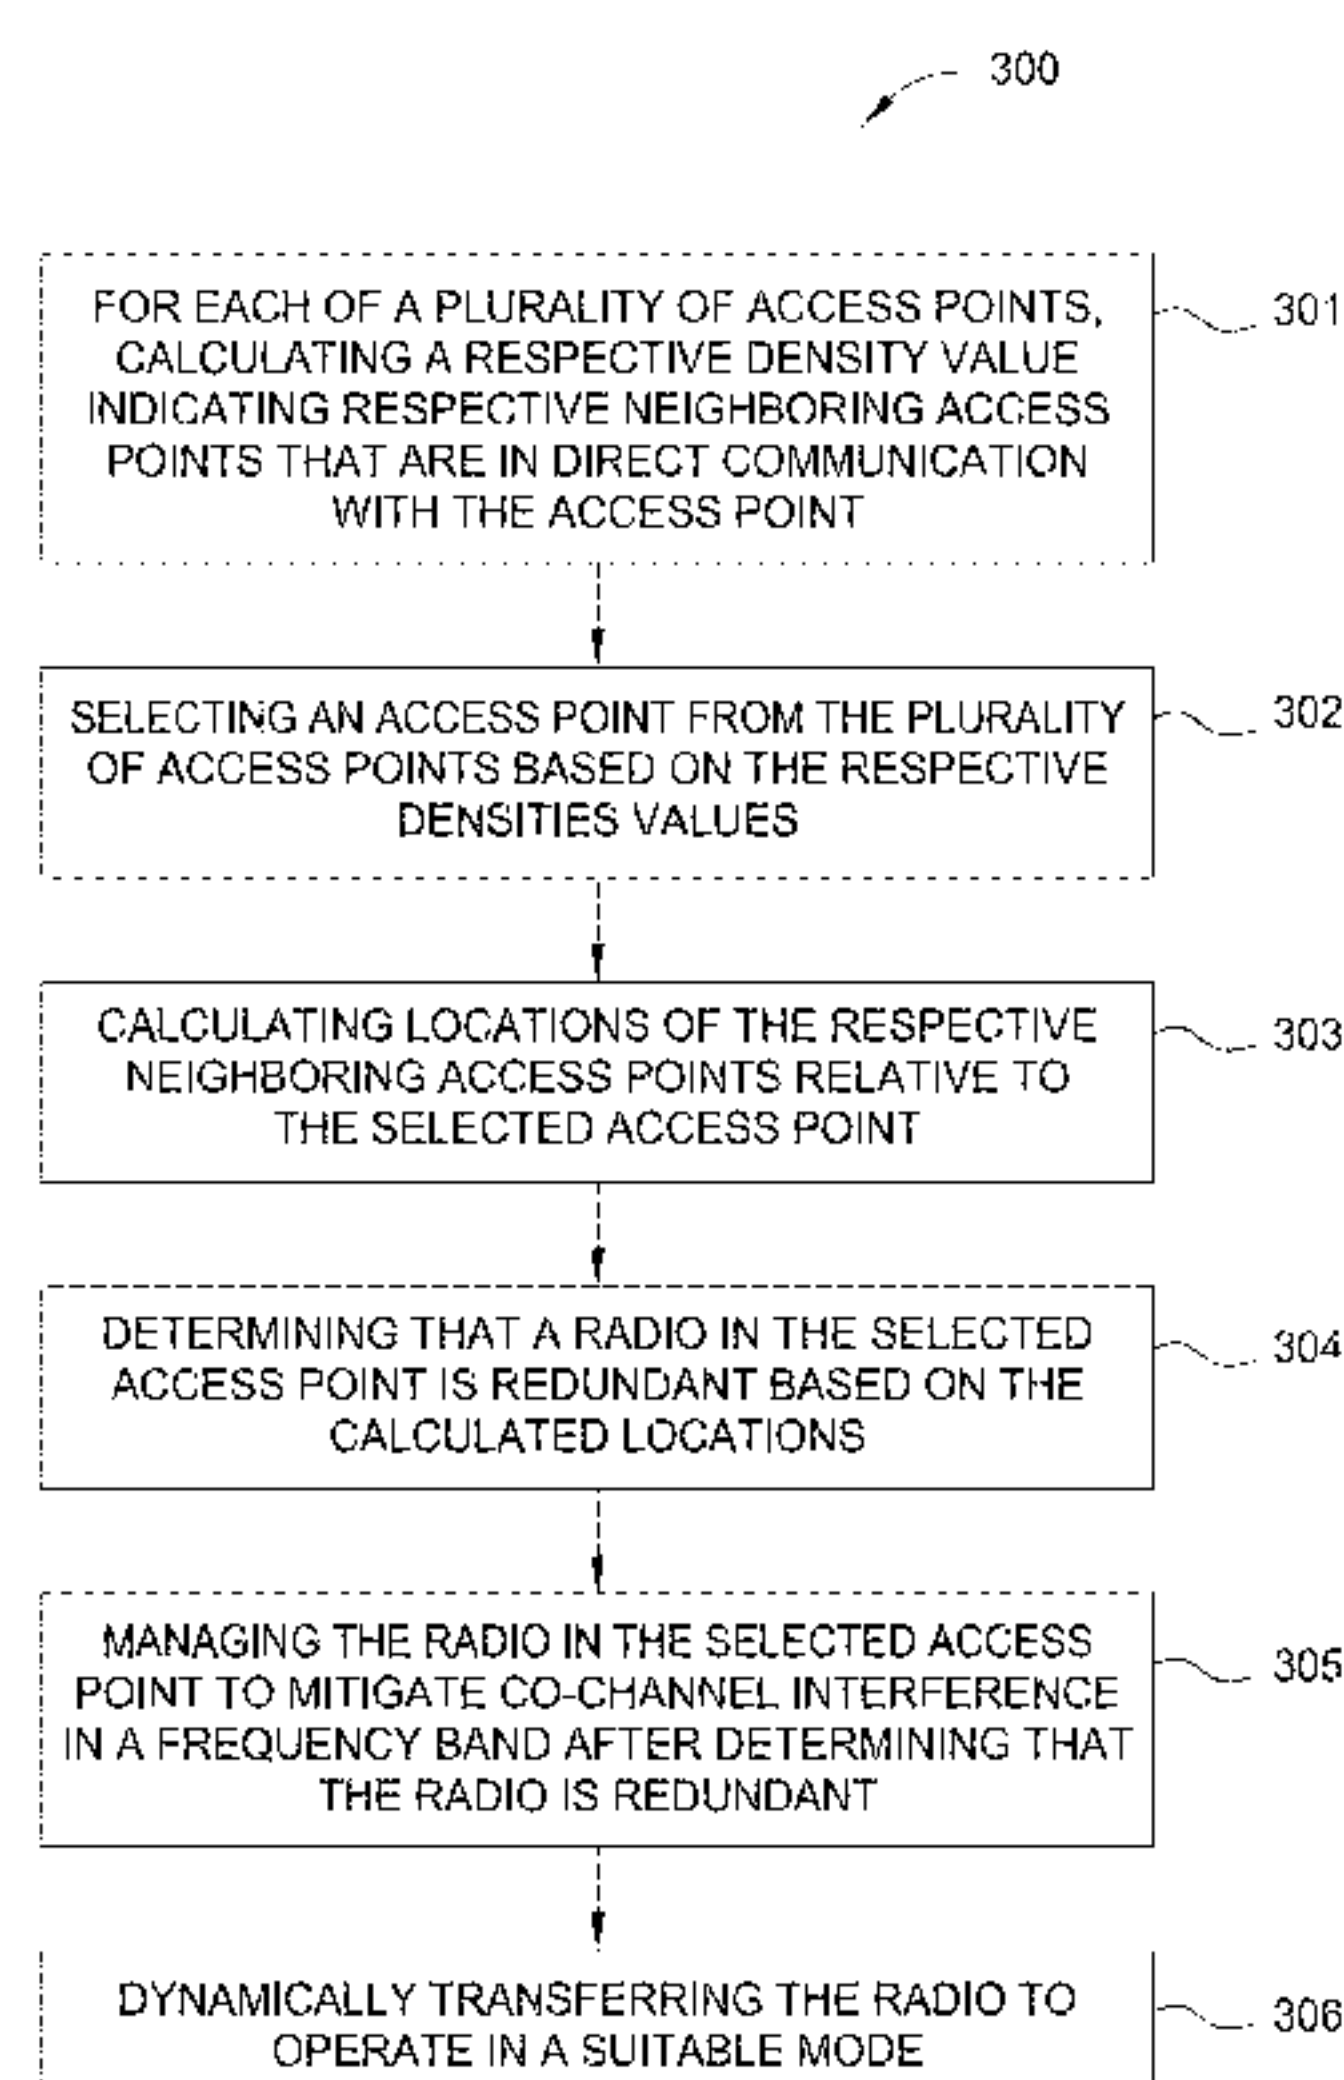 300
FOR EACH OF A PLURALITY OF ACCESS POINTS,
CALCULATING A RESPECTIVE DENSITY VALUE
INDICATING RESPECTIVE NEIGHBORING ACCESS
POINTS THAT ARE IN DIRECT COMMUNICATION
WITH THE ACCESS POINT
301
SELECTING AN ACCESS POINT FROM THE PLURALITY
OF ACCESS POINTS BASED ON THE RESPECTIVE
DENSITIES VALUES
302
CALCULATING LOCATIONS OF THE RESPECTIVE
NEIGHBORING ACCESS POINTS RELATIVE TO
THE SELECTED ACCESS POINT
303
DETERMINING THAT A RADIO IN THE SELECTED
ACCESS POINT IS REDUNDANT BASED ON THE
CALCULATED LOCATIONS
304
MANAGING THE RADIO IN THE SELECTED ACCESS
POINT TO MITIGATE CO-CHANNEL INTERFERENCE
IN A FREQUENCY BAND AFTER DETERMINING THAT
THE RADIO IS REDUNDANT
305
DYNAMICALLY TRANSFERRING THE RADIO TO
OPERATE IN A SUITABLE MODE
306